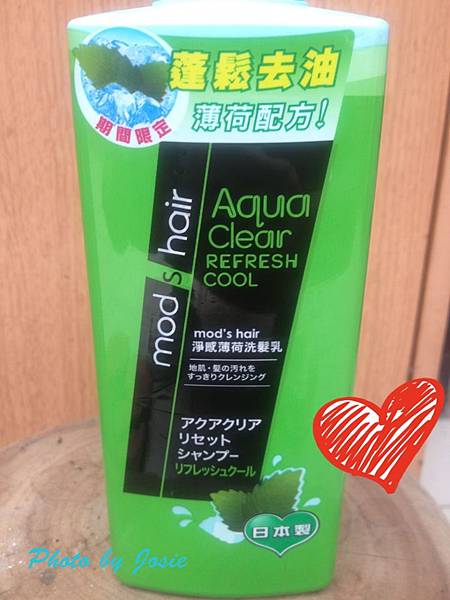 蓬鬆去油
薄荷配方!
期間限定
mod's hair
Aqua
Clear
REFRESH
COOL
mod's hair
淨感薄荷洗髮乳
地肌・髪の汚れを
すっきりクレンジング
アクアクリア
リセット
シャンプー
リフレッシュクール
日本製
Photo by Josie